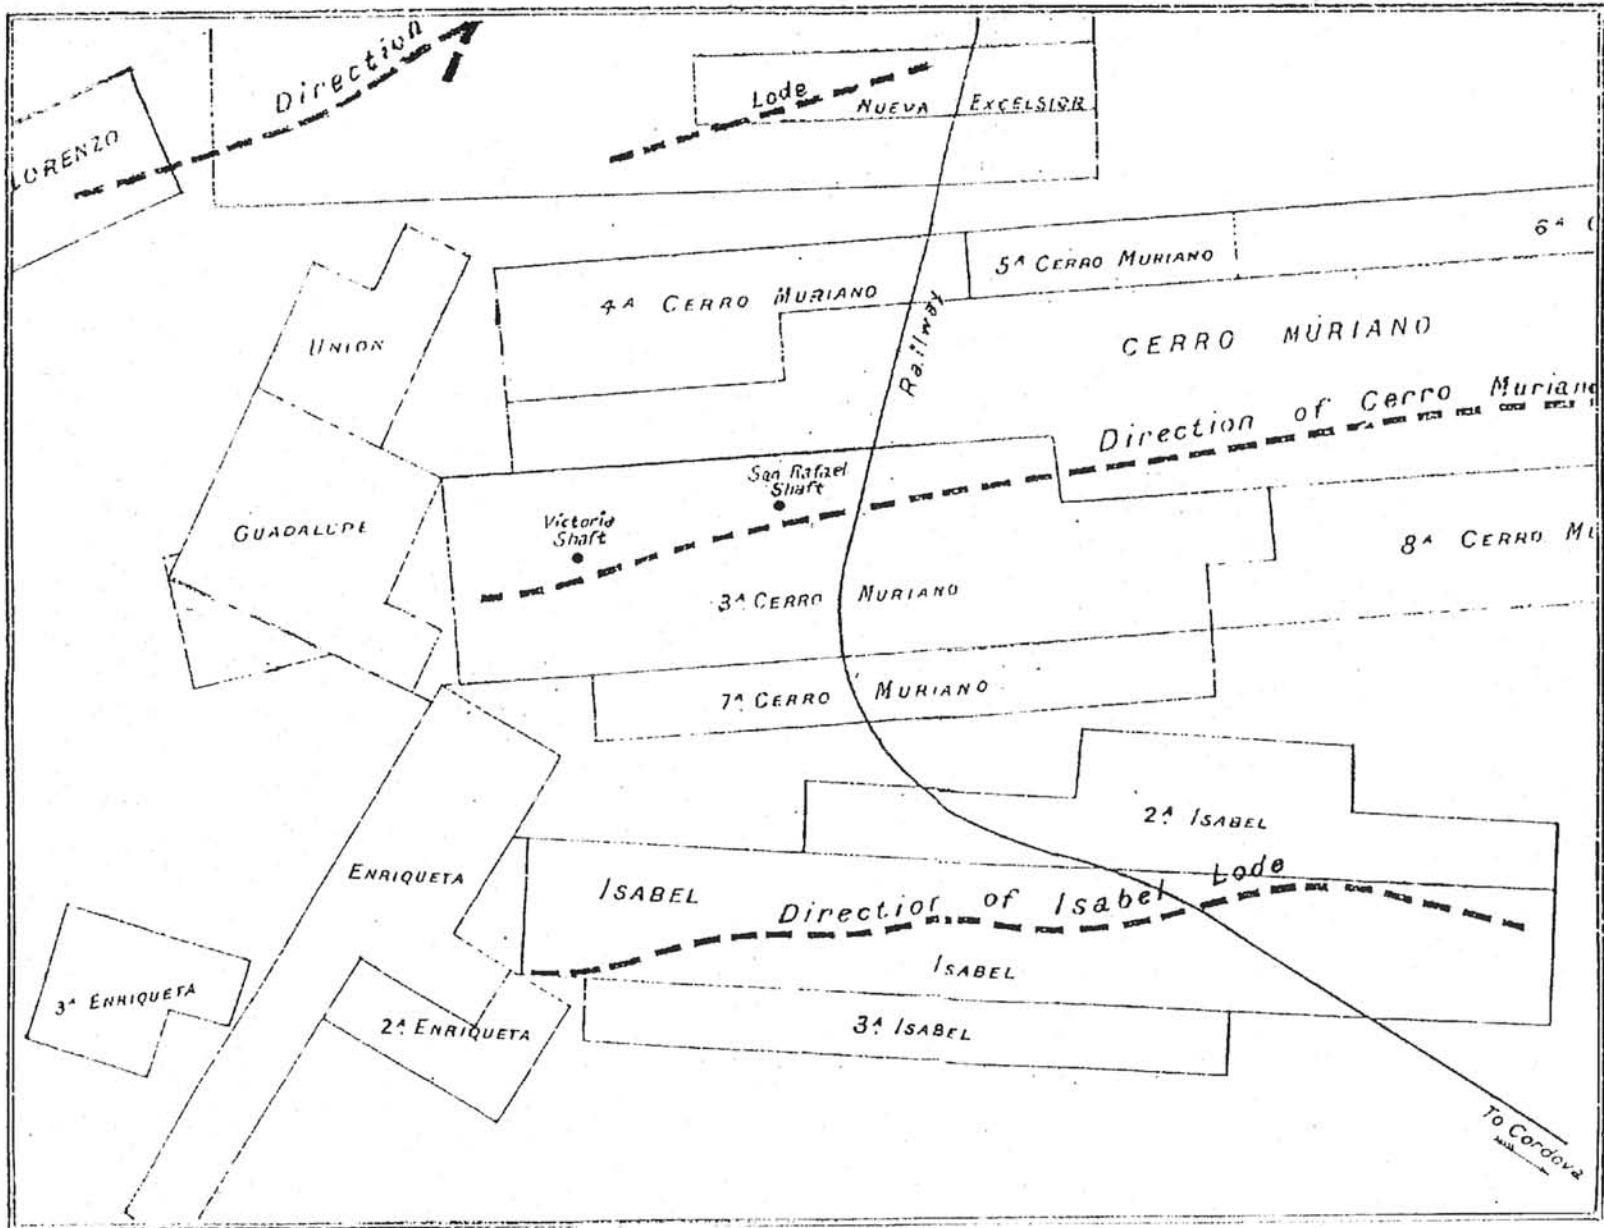 Direction
Lode
NUEVA EXCELSIOR
LORENZO
6ᴬ
5ᴬ CERRO MURIANO
4ᴬ CERRO MURIANO
UNION
Railway
CERRO MURIANO
Direction of Cerro Muriano
San Rafael
Shaft
Victoria
Shaft
GUADALUPE
8ᴬ CERRO
3ᴬ CERRO MURIANO
7ᴬ CERRO MURIANO
2ᴬ ISABEL
ENRIQUETA
ISABEL
Direction of Isabel Lode
ISABEL
3ᴬ ENRIQUETA
2ᴬ ENRIQUETA
3ᴬ ISABEL
To Cordova